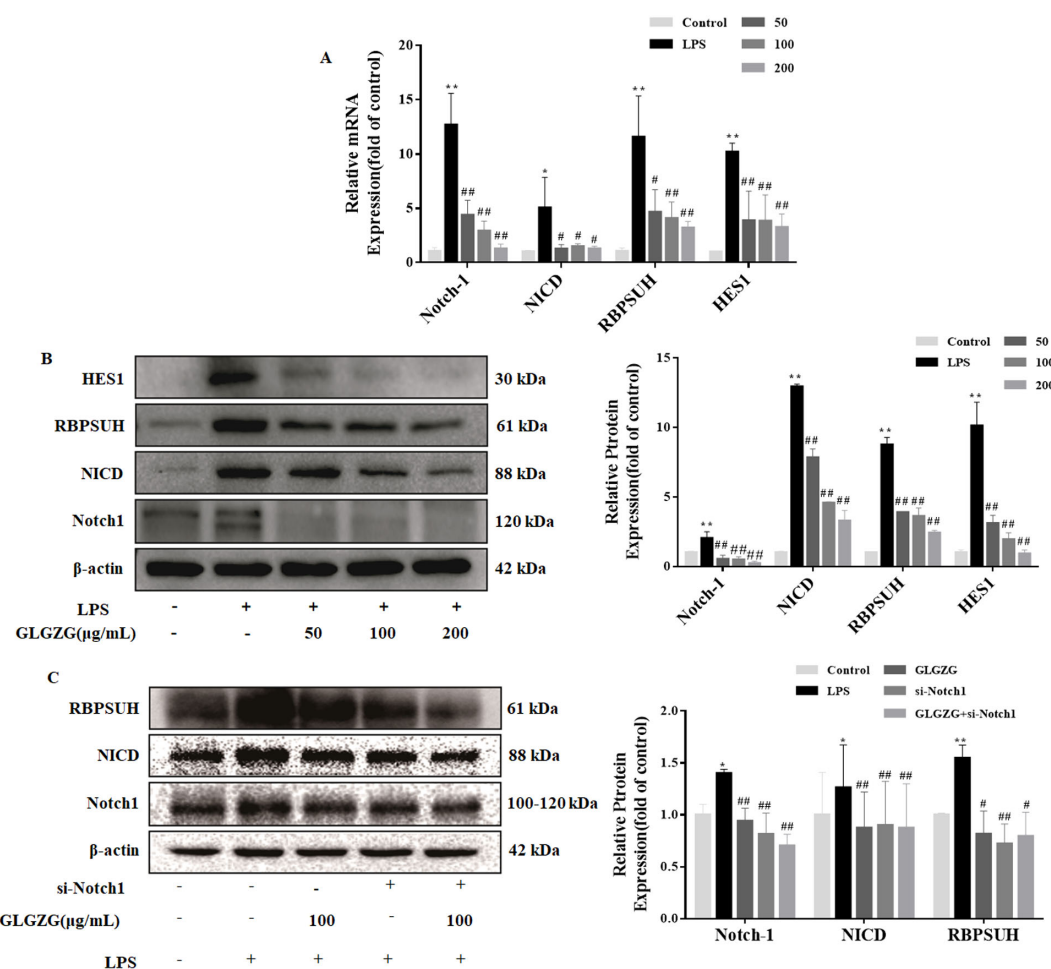 A
Control
LPS
50
100
200
Relative mRNA
Expression(fold of control)
20
15
10
5
0
** ## ## ##
* # # #
** # ## ##
** ## ## ##
Notch-1
NICD
RBPSUH
HES1
B
HES1 30 kDa
RBPSUH 61 kDa
NICD 88 kDa
Notch1 120 kDa
β-actin 42 kDa
LPS - + + + +
GLGZG(μg/mL) - - 50 100 200
Control
LPS
50
100
200
Relative Ptrotein
Expression(fold of control)
15
10
5
0
** ## ## ##
** ## ## ##
** ## ## ##
** ## ## ##
Notch-1
NICD
RBPSUH
HES1
C
RBPSUH 61 kDa
NICD 88 kDa
Notch1 100-120 kDa
β-actin 42 kDa
si-Notch1 - - - + +
GLGZG(μg/mL) - - 100 - 100
LPS - + + + +
Control
LPS
GLGZG
si-Notch1
GLGZG+si-Notch1
Relative Ptrotein
Expression(fold of control)
2.0
1.5
1.0
0.5
0.0
* ## ## ##
* ## ## ##
** # ## #
Notch-1
NICD
RBPSUH